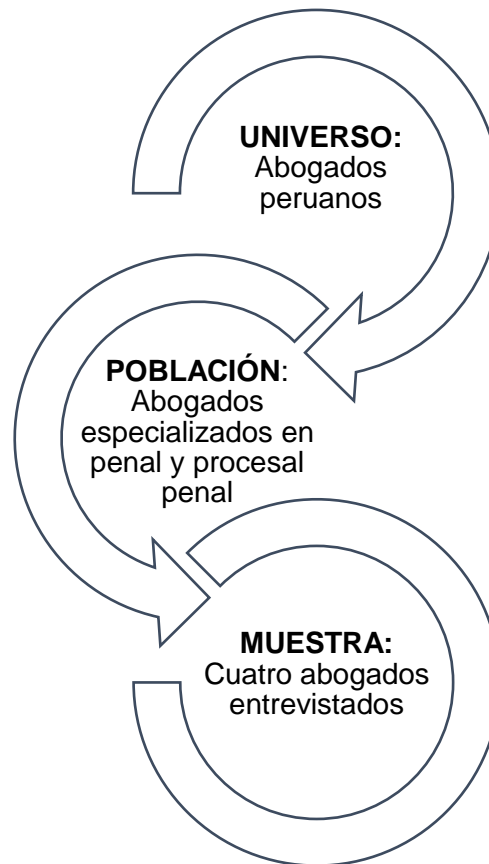 UNIVERSO:
Abogados
peruanos
POBLACIÓN:
Abogados
especializados en
penal y procesal
penal
MUESTRA:
Cuatro abogados
entrevistados